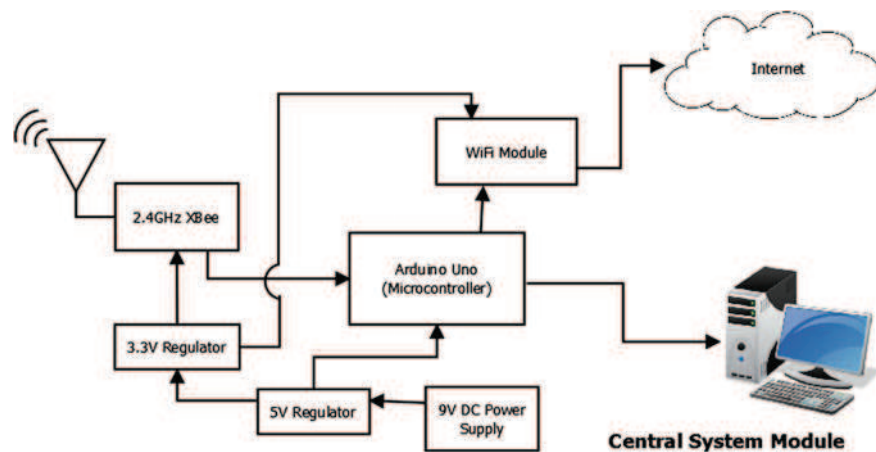 Internet
WiFi Module
2.4GHz XBee
Arduino Uno
(Microcontroller)
3.3V Regulator
5V Regulator
9V DC Power
Supply
Central System Module